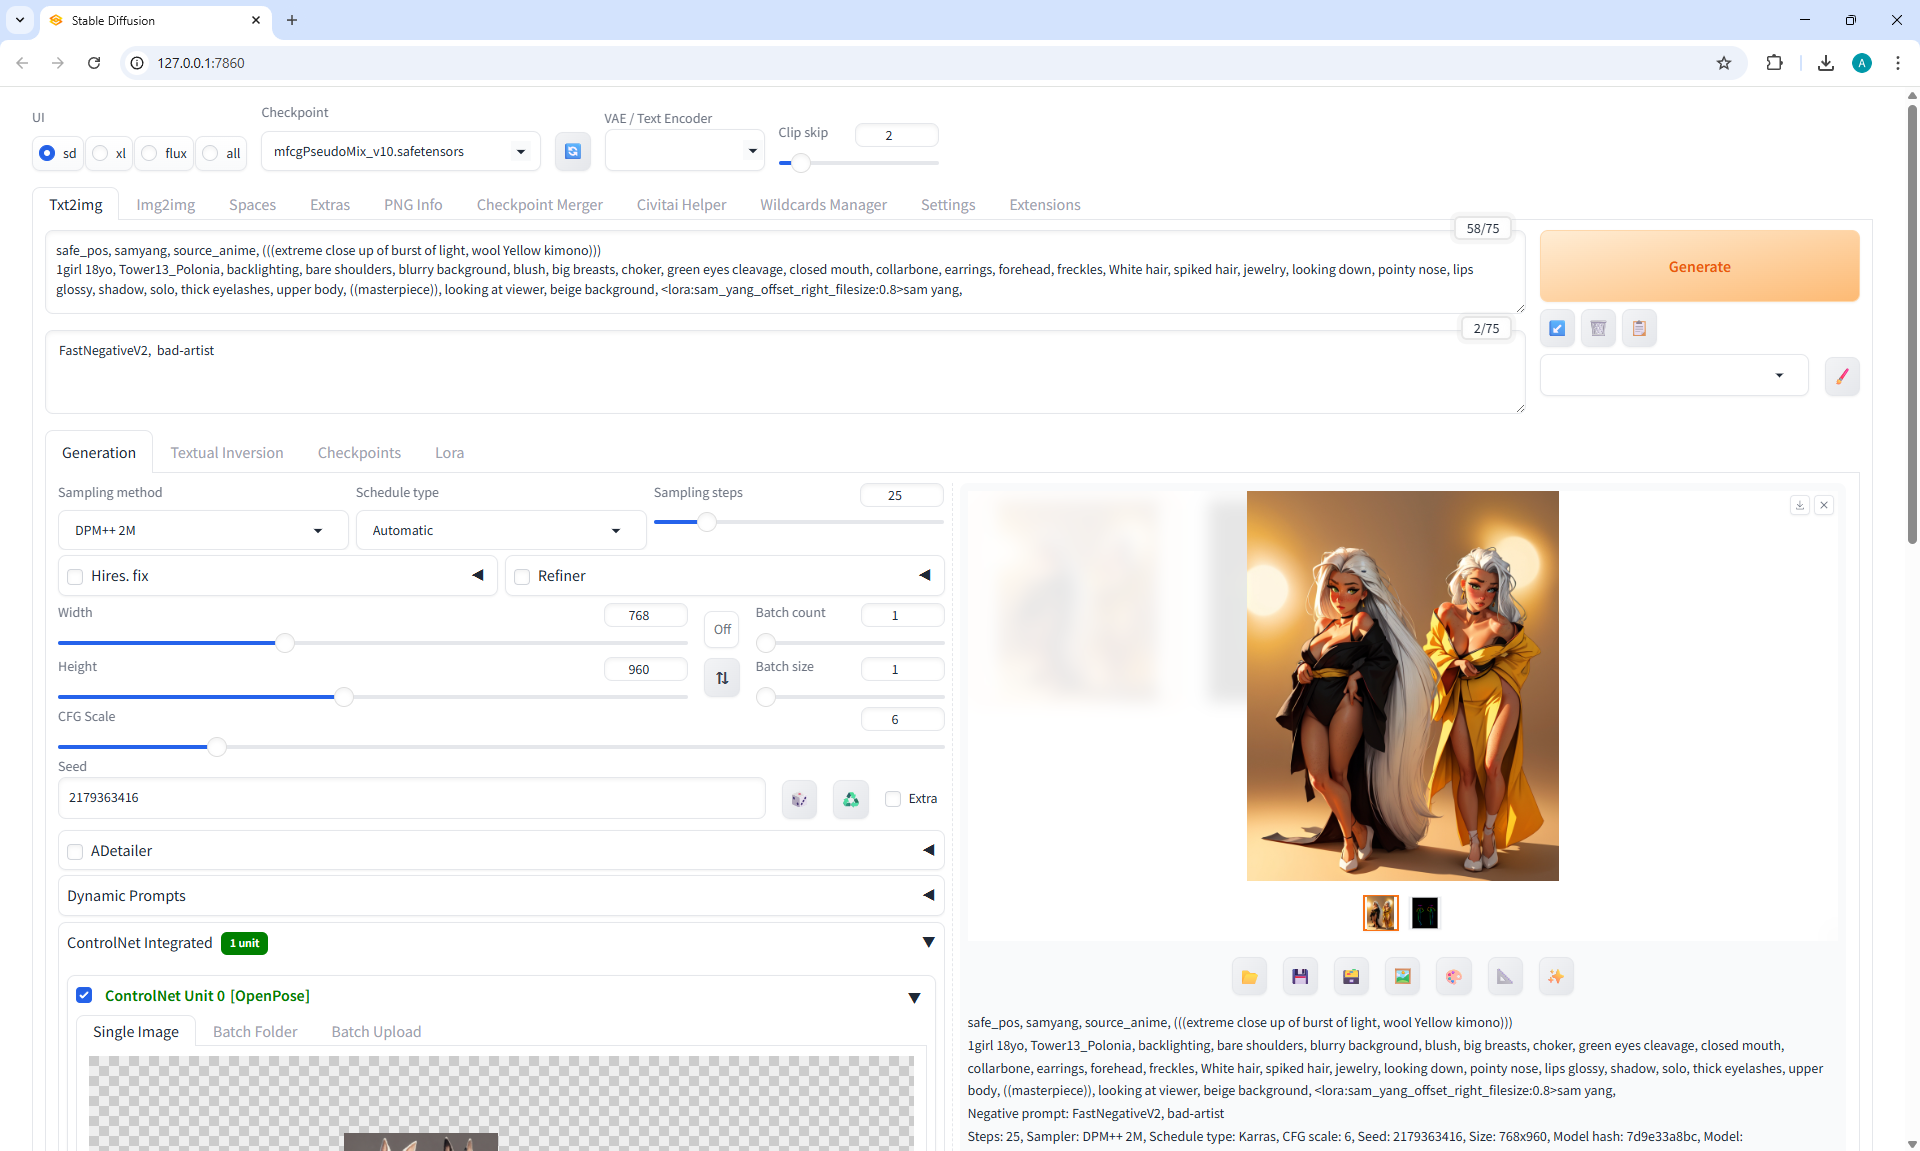 Stable Diffusion
127.0.0.1:7860
A
UI
sd
xl
flux
all
Checkpoint
mfcgPseudoMix_v10.safetensors
VAE / Text Encoder
Clip skip
2
Txt2img
Img2img
Spaces
Extras
PNG Info
Checkpoint Merger
Civitai Helper
Wildcards Manager
Settings
Extensions
58/75
safe_pos, samyang, source_anime, (((extreme close up of burst of light, wool Yellow kimono)))
1girl 18yo, Tower13_Polonia, backlighting, bare shoulders, blurry background, blush, big breasts, choker, green eyes cleavage, closed mouth, collarbone, earrings, forehead, freckles, White hair, spiked hair, jewelry, looking down, pointy nose, lips
glossy, shadow, solo, thick eyelashes, upper body, ((masterpiece)), looking at viewer, beige background, <lora:sam_yang_offset_right_filesize:0.8>sam yang,
Generate
2/75
FastNegativeV2, bad-artist
Generation
Textual Inversion
Checkpoints
Lora
Sampling method
DPM++ 2M
Schedule type
Automatic
Sampling steps
25
Hires. fix
Refiner
Width
768
Off
Batch count
1
Height
960
Batch size
1
CFG Scale
6
Seed
2179363416
Extra
ADetailer
Dynamic Prompts
ControlNet Integrated
1 unit
ControlNet Unit 0 [OpenPose]
Single Image
Batch Folder
Batch Upload
safe_pos, samyang, source_anime, (((extreme close up of burst of light, wool Yellow kimono)))
1girl 18yo, Tower13_Polonia, backlighting, bare shoulders, blurry background, blush, big breasts, choker, green eyes cleavage, closed mouth,
collarbone, earrings, forehead, freckles, White hair, spiked hair, jewelry, looking down, pointy nose, lips glossy, shadow, solo, thick eyelashes, upper
body, ((masterpiece)), looking at viewer, beige background, <lora:sam_yang_offset_right_filesize:0.8>sam yang,
Negative prompt: FastNegativeV2, bad-artist
Steps: 25, Sampler: DPM++ 2M, Schedule type: Karras, CFG scale: 6, Seed: 2179363416, Size: 768x960, Model hash: 7d9e33a8bc, Model: